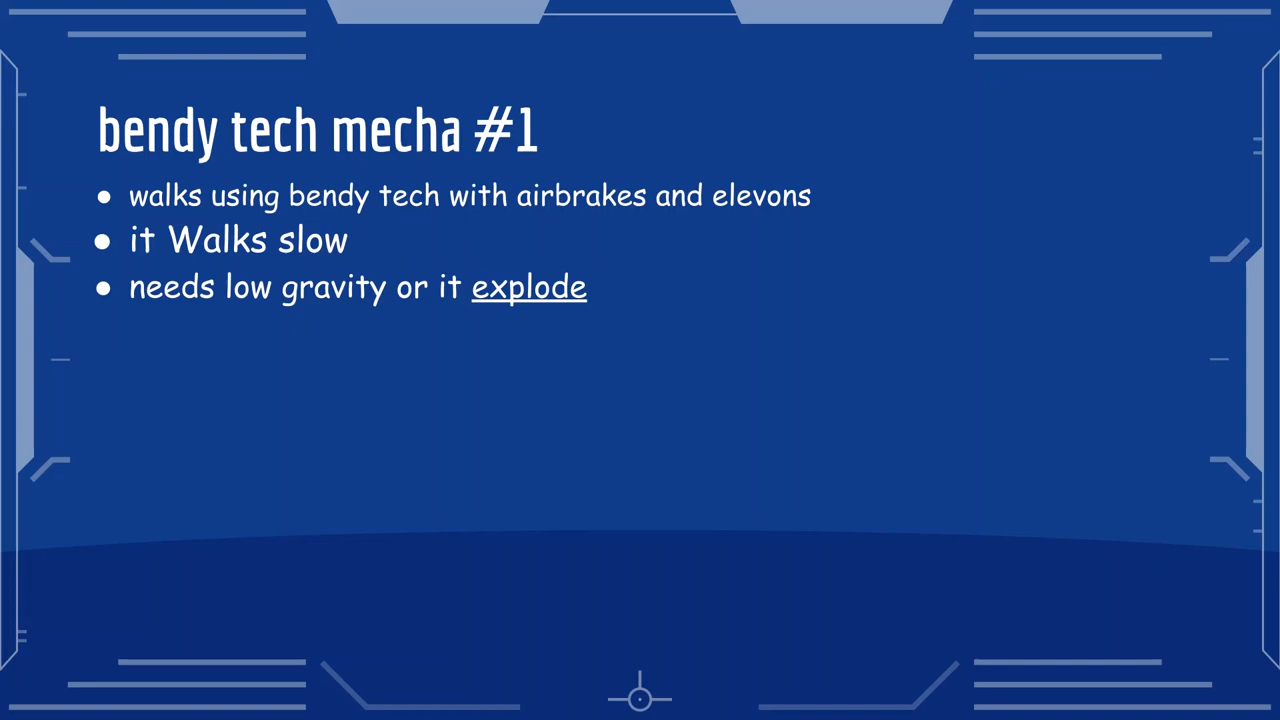 bendy tech mecha #1
● walks using bendy tech with airbrakes and elevons
● it Walks slow
● needs low gravity or it explode